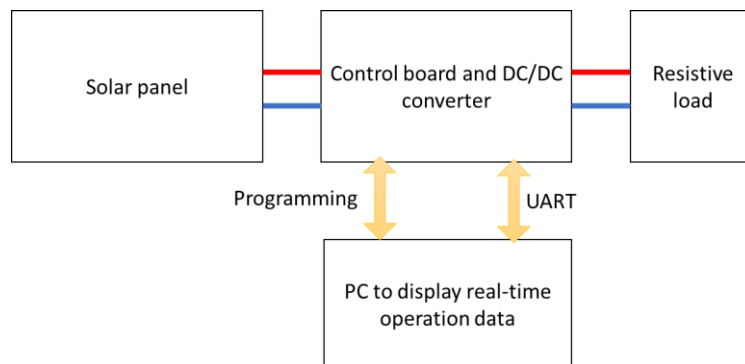 Solar panel
Control board and DC/DC
converter
Resistive
load
Programming
UART
PC to display real-time
operation data